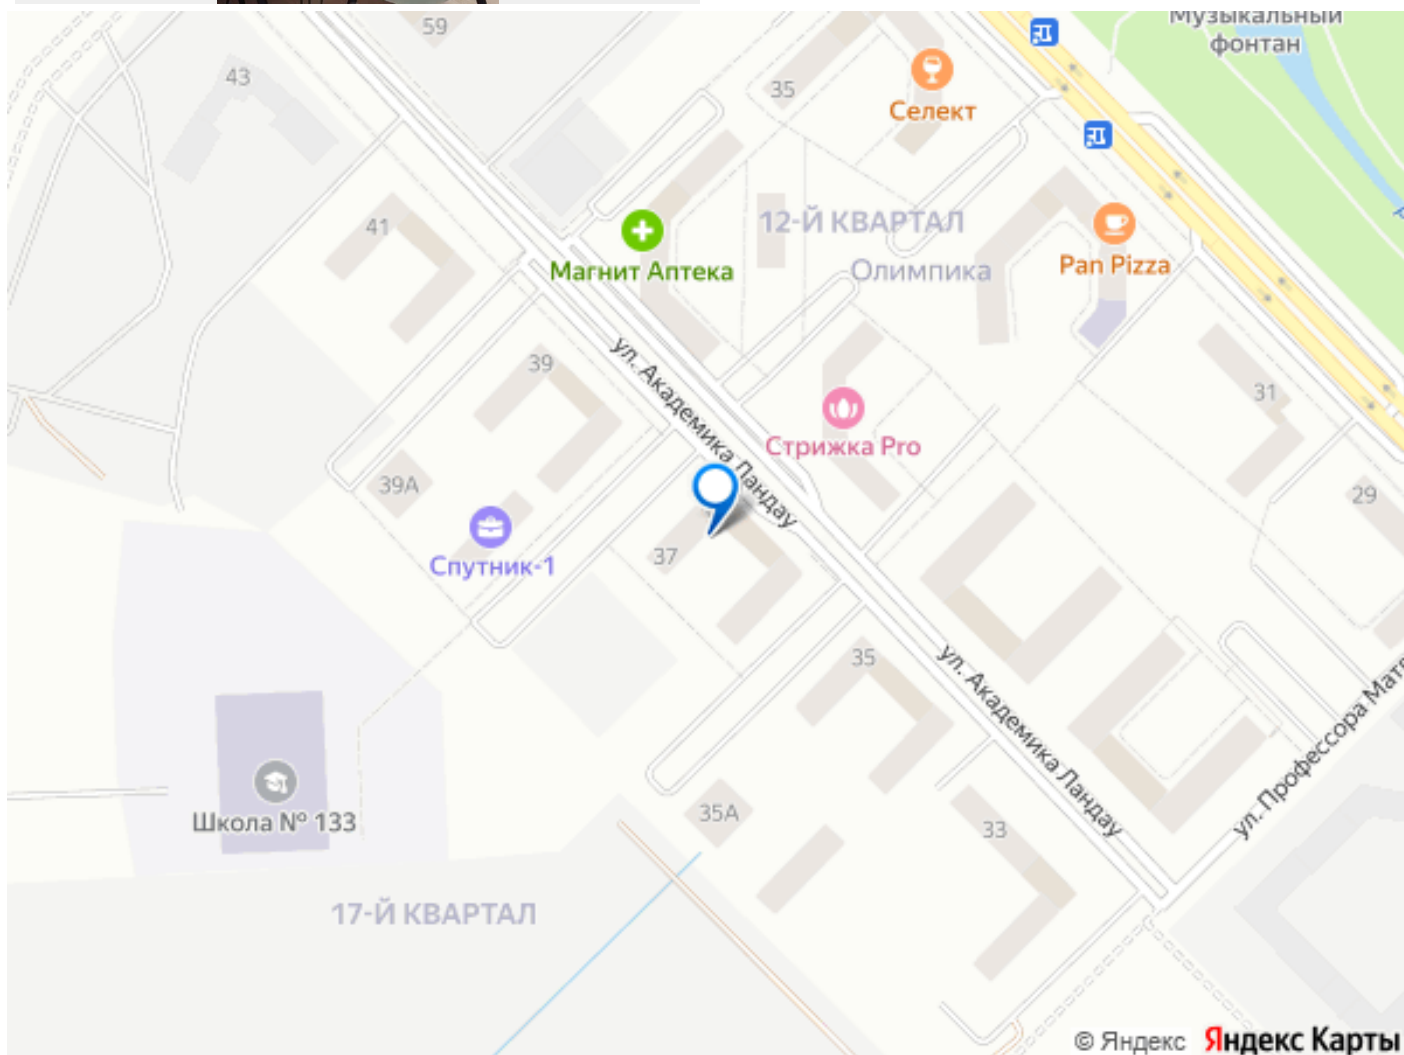 Музыкальный
фонтан
59
43
35
Селект
41
12-Й КВАРТАЛ
Магнит Аптека
Олимпика
Pan Pizza
39
ул. Академика Ландау
31
Стрижка Pro
39А
29
Спутник-1
37
35
ул. Академика Ландау
ул. Профессора
Школа № 133
35А
33
17-Й КВАРТАЛ
© Яндекс Яндекс Карты